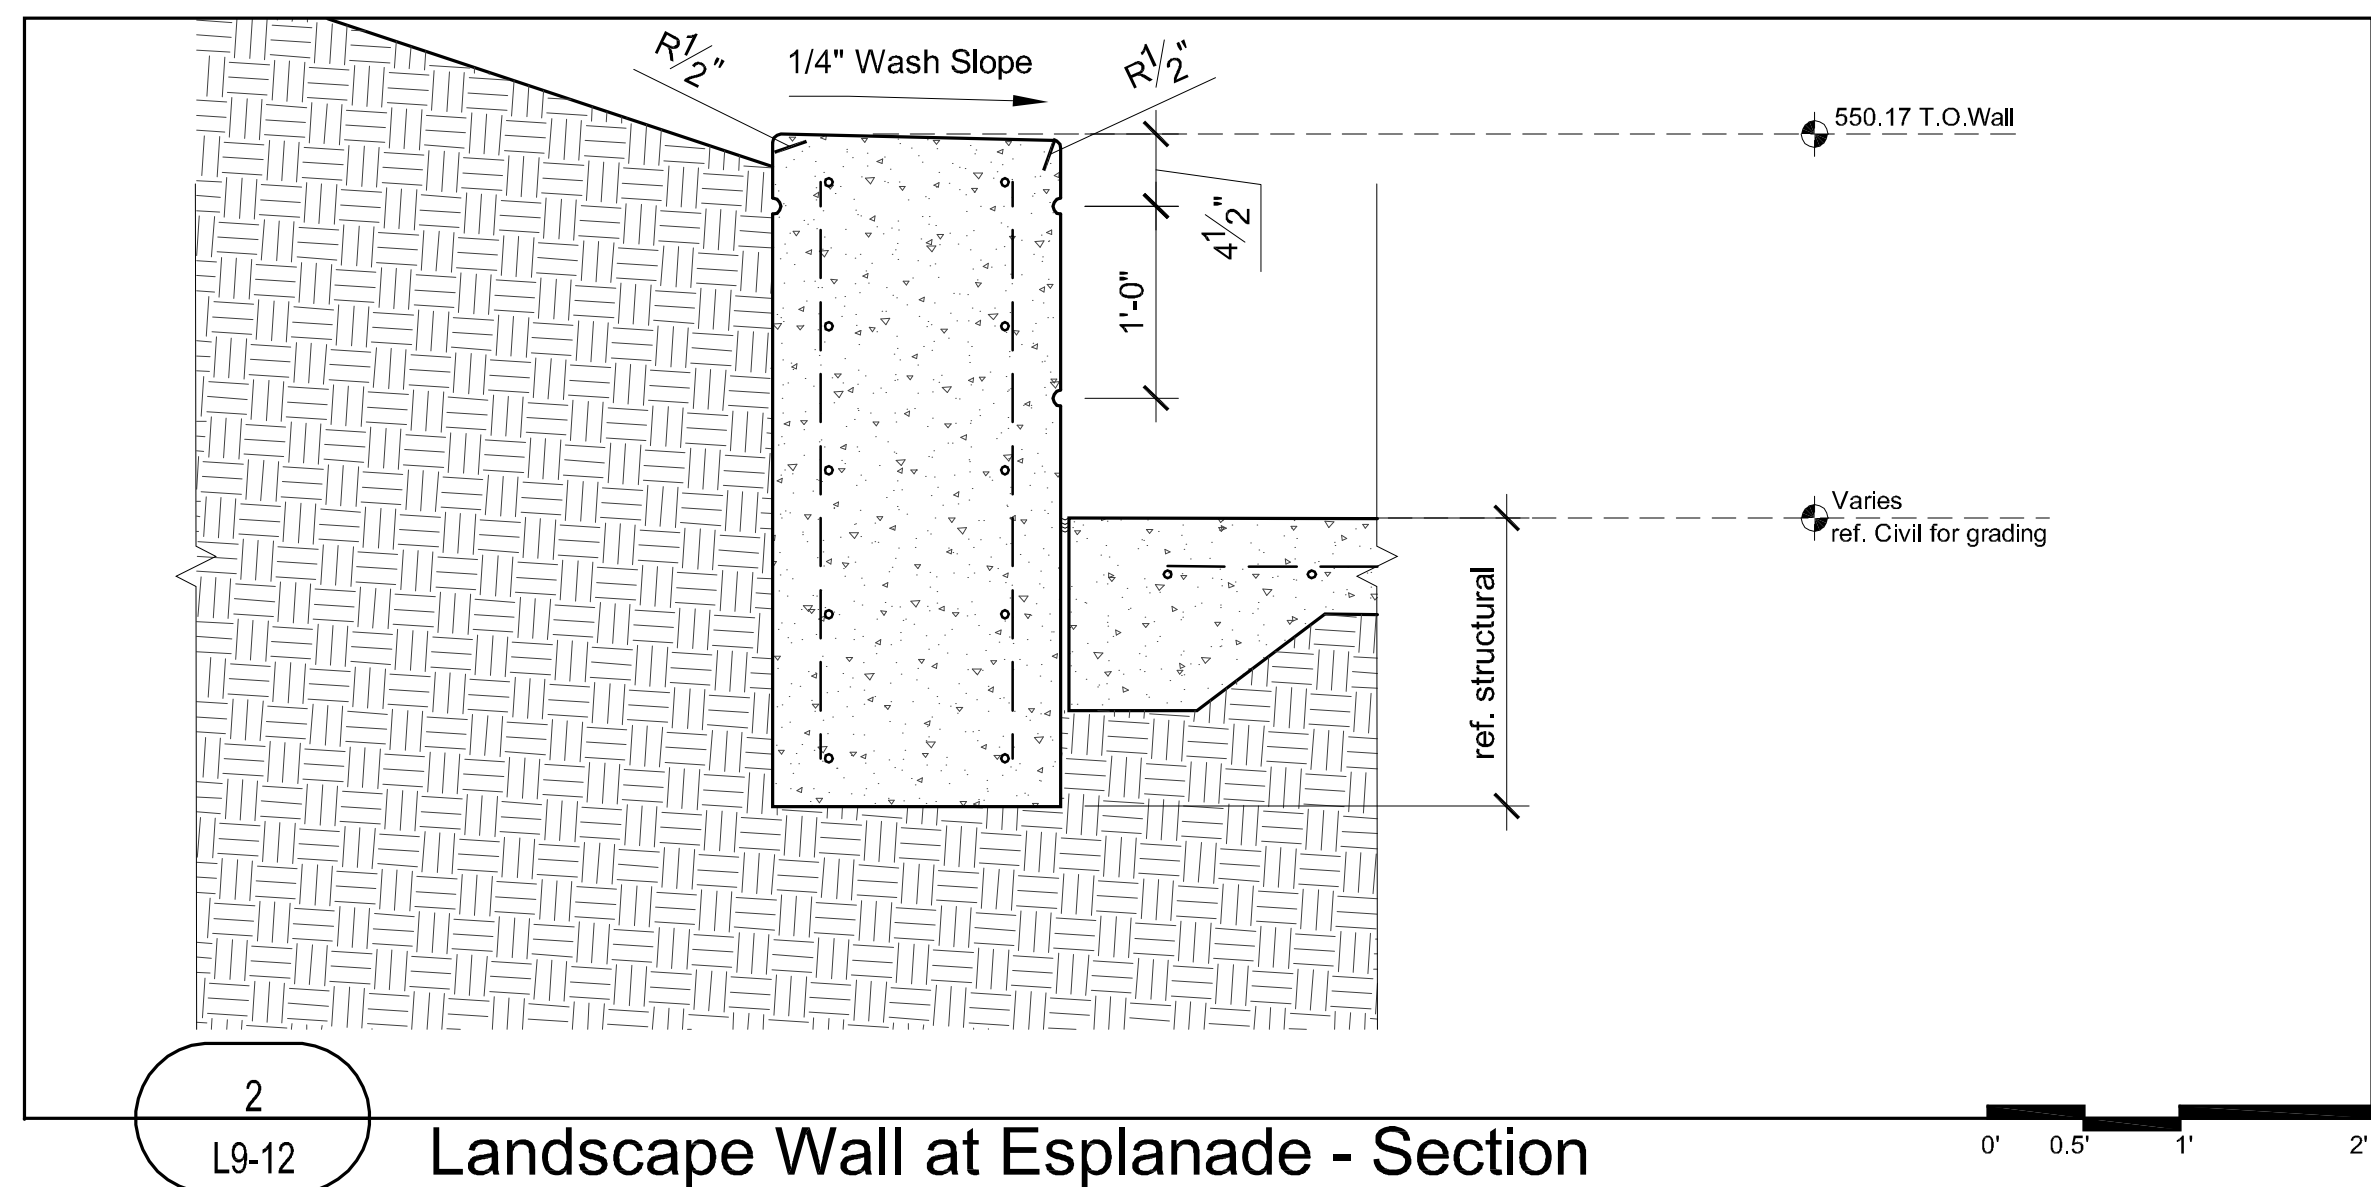 R1/2"
1/4" Wash Slope
R1/2"
550.17 T.O.Wall
4 1/2"
1'-0"
Varies
ref. Civil for grading
ref. structural
2
L9-12
Landscape Wall at Esplanade - Section
0' 0.5' 1' 2'